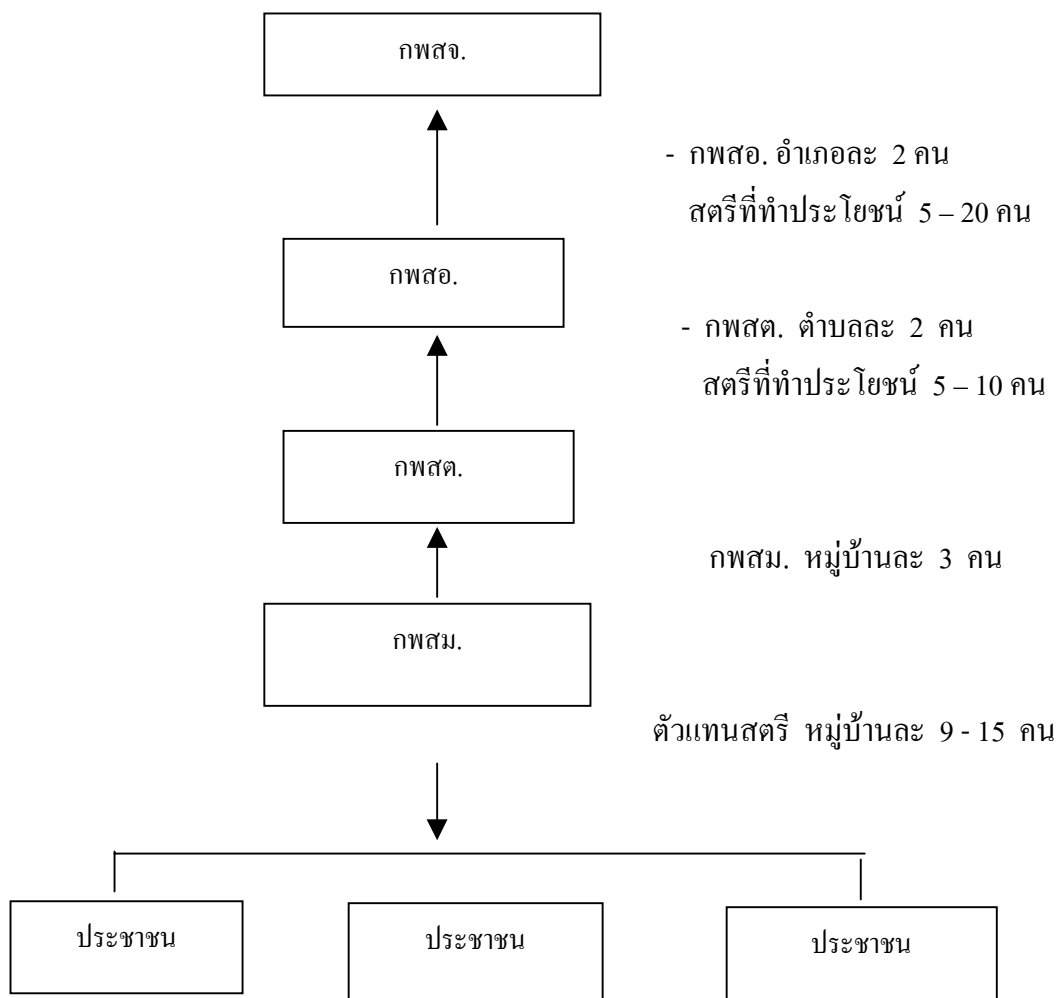 กพสจ.
- กพสอ. อำเภอละ 2 คน
สตรีที่ทำประโยชน์ 5 – 20 คน
กพสอ.
- กพสต. ตำบลละ 2 คน
สตรีที่ทำประโยชน์ 5 – 10 คน
กพสต.
กพสม. หมู่บ้านละ 3 คน
กพสม.
ตัวแทนสตรี หมู่บ้านละ 9 - 15 คน
ประชาชน
ประชาชน
ประชาชน